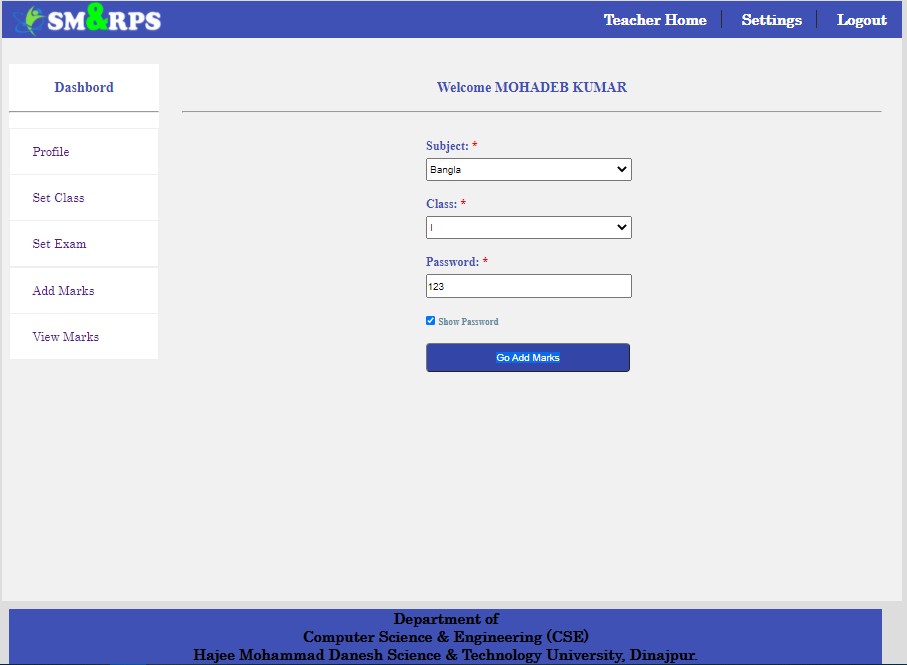 SM&RPS
Teacher Home
Settings
Logout
Dashbord
Profile
Set Class
Set Exam
Add Marks
View Marks
Welcome MOHADEB KUMAR
Subject: *
Bangla
Class: *
I
Password: *
123
Show Password
Go Add Marks
Department of
Computer Science & Engineering (CSE)
Hajee Mohammad Danesh Science & Technology University, Dinajpur.